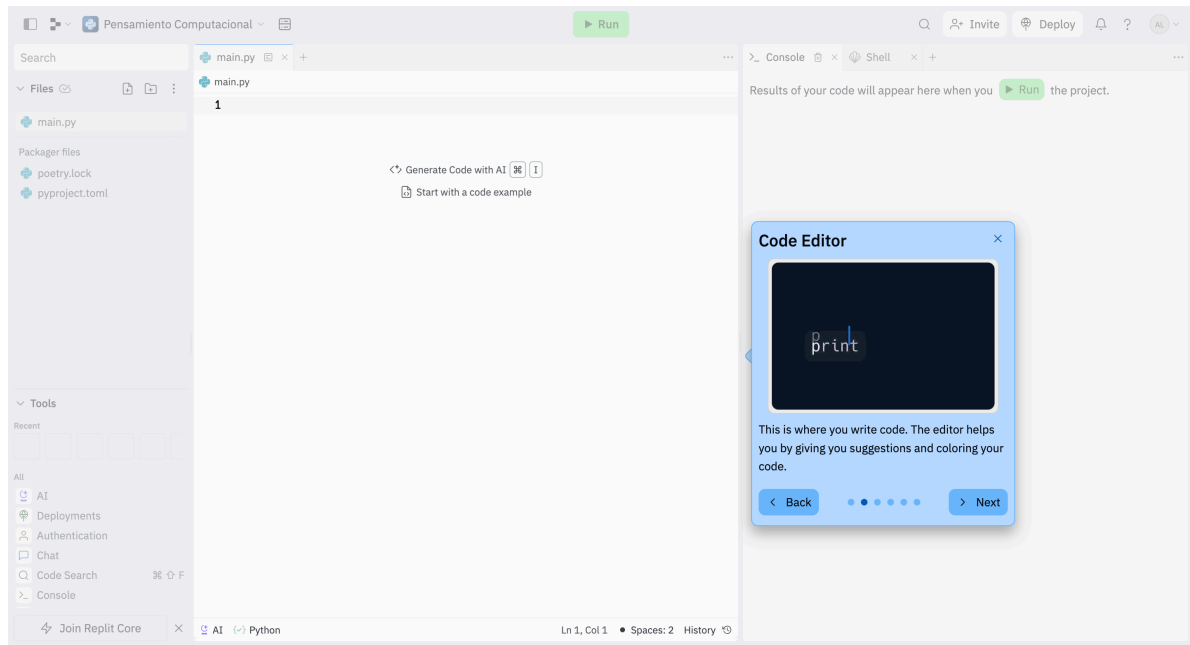 Pensamiento Computacional
Run
Invite
Deploy
AL
Search
Files
main.py
Packager files
poetry.lock
pyproject.toml
Tools
Recent
All
AI
Deployments
Authentication
Chat
Code Search ⌘ ⇧ F
Console
Join Replit Core
main.py
main.py
1
Generate Code with AI ⌘ I
Start with a code example
AI Python
Ln 1, Col 1 • Spaces: 2 History
Console
Shell
Results of your code will appear here when you Run the project.
Code Editor
p
print
This is where you write code. The editor helps
you by giving you suggestions and coloring your
code.
Back
Next